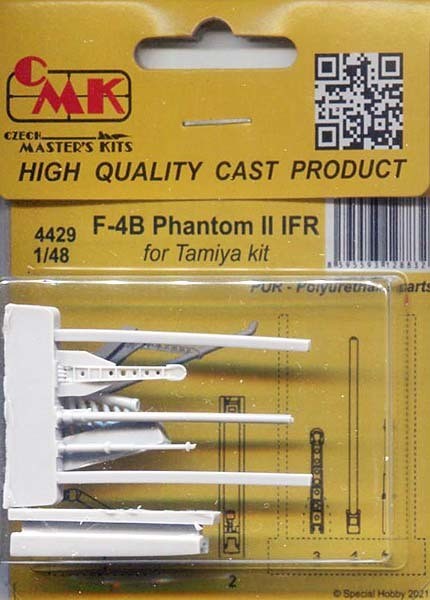 CMK
CZECH
MASTER'S KITS
HIGH QUALITY CAST PRODUCT
4429
1/48
F-4B Phantom II IFR
for Tamiya kit
8595593128832
PUR - Polyurethane parts
2
3
4
© Special Hobby 2021